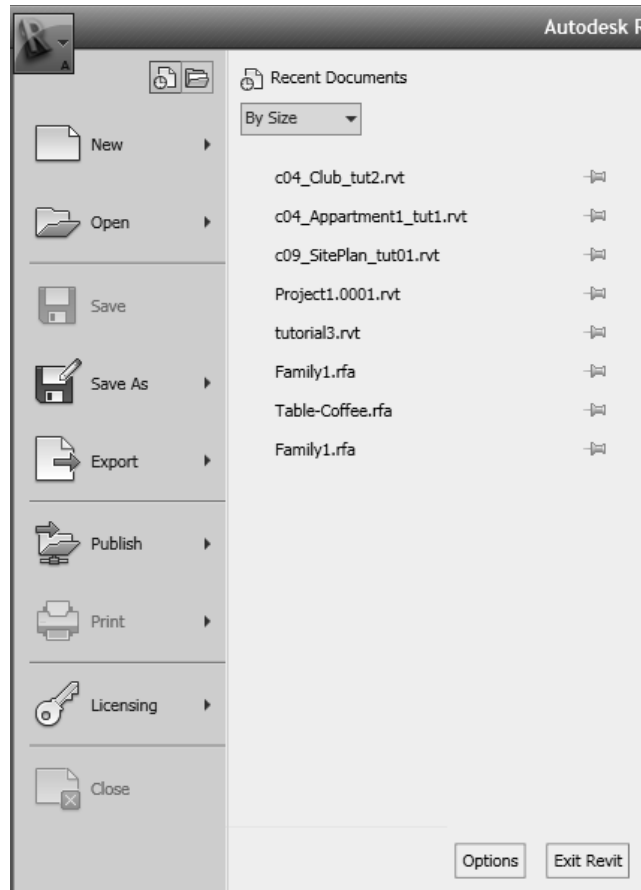 Autodesk R
A
Recent Documents
By Size
New
Open
Save
Save As
Export
Publish
Print
Licensing
Close
c04_Club_tut2.rvt
c04_Appartment1_tut1.rvt
c09_SitePlan_tut01.rvt
Project1.0001.rvt
tutorial3.rvt
Family1.rfa
Table-Coffee.rfa
Family1.rfa
Options
Exit Revit